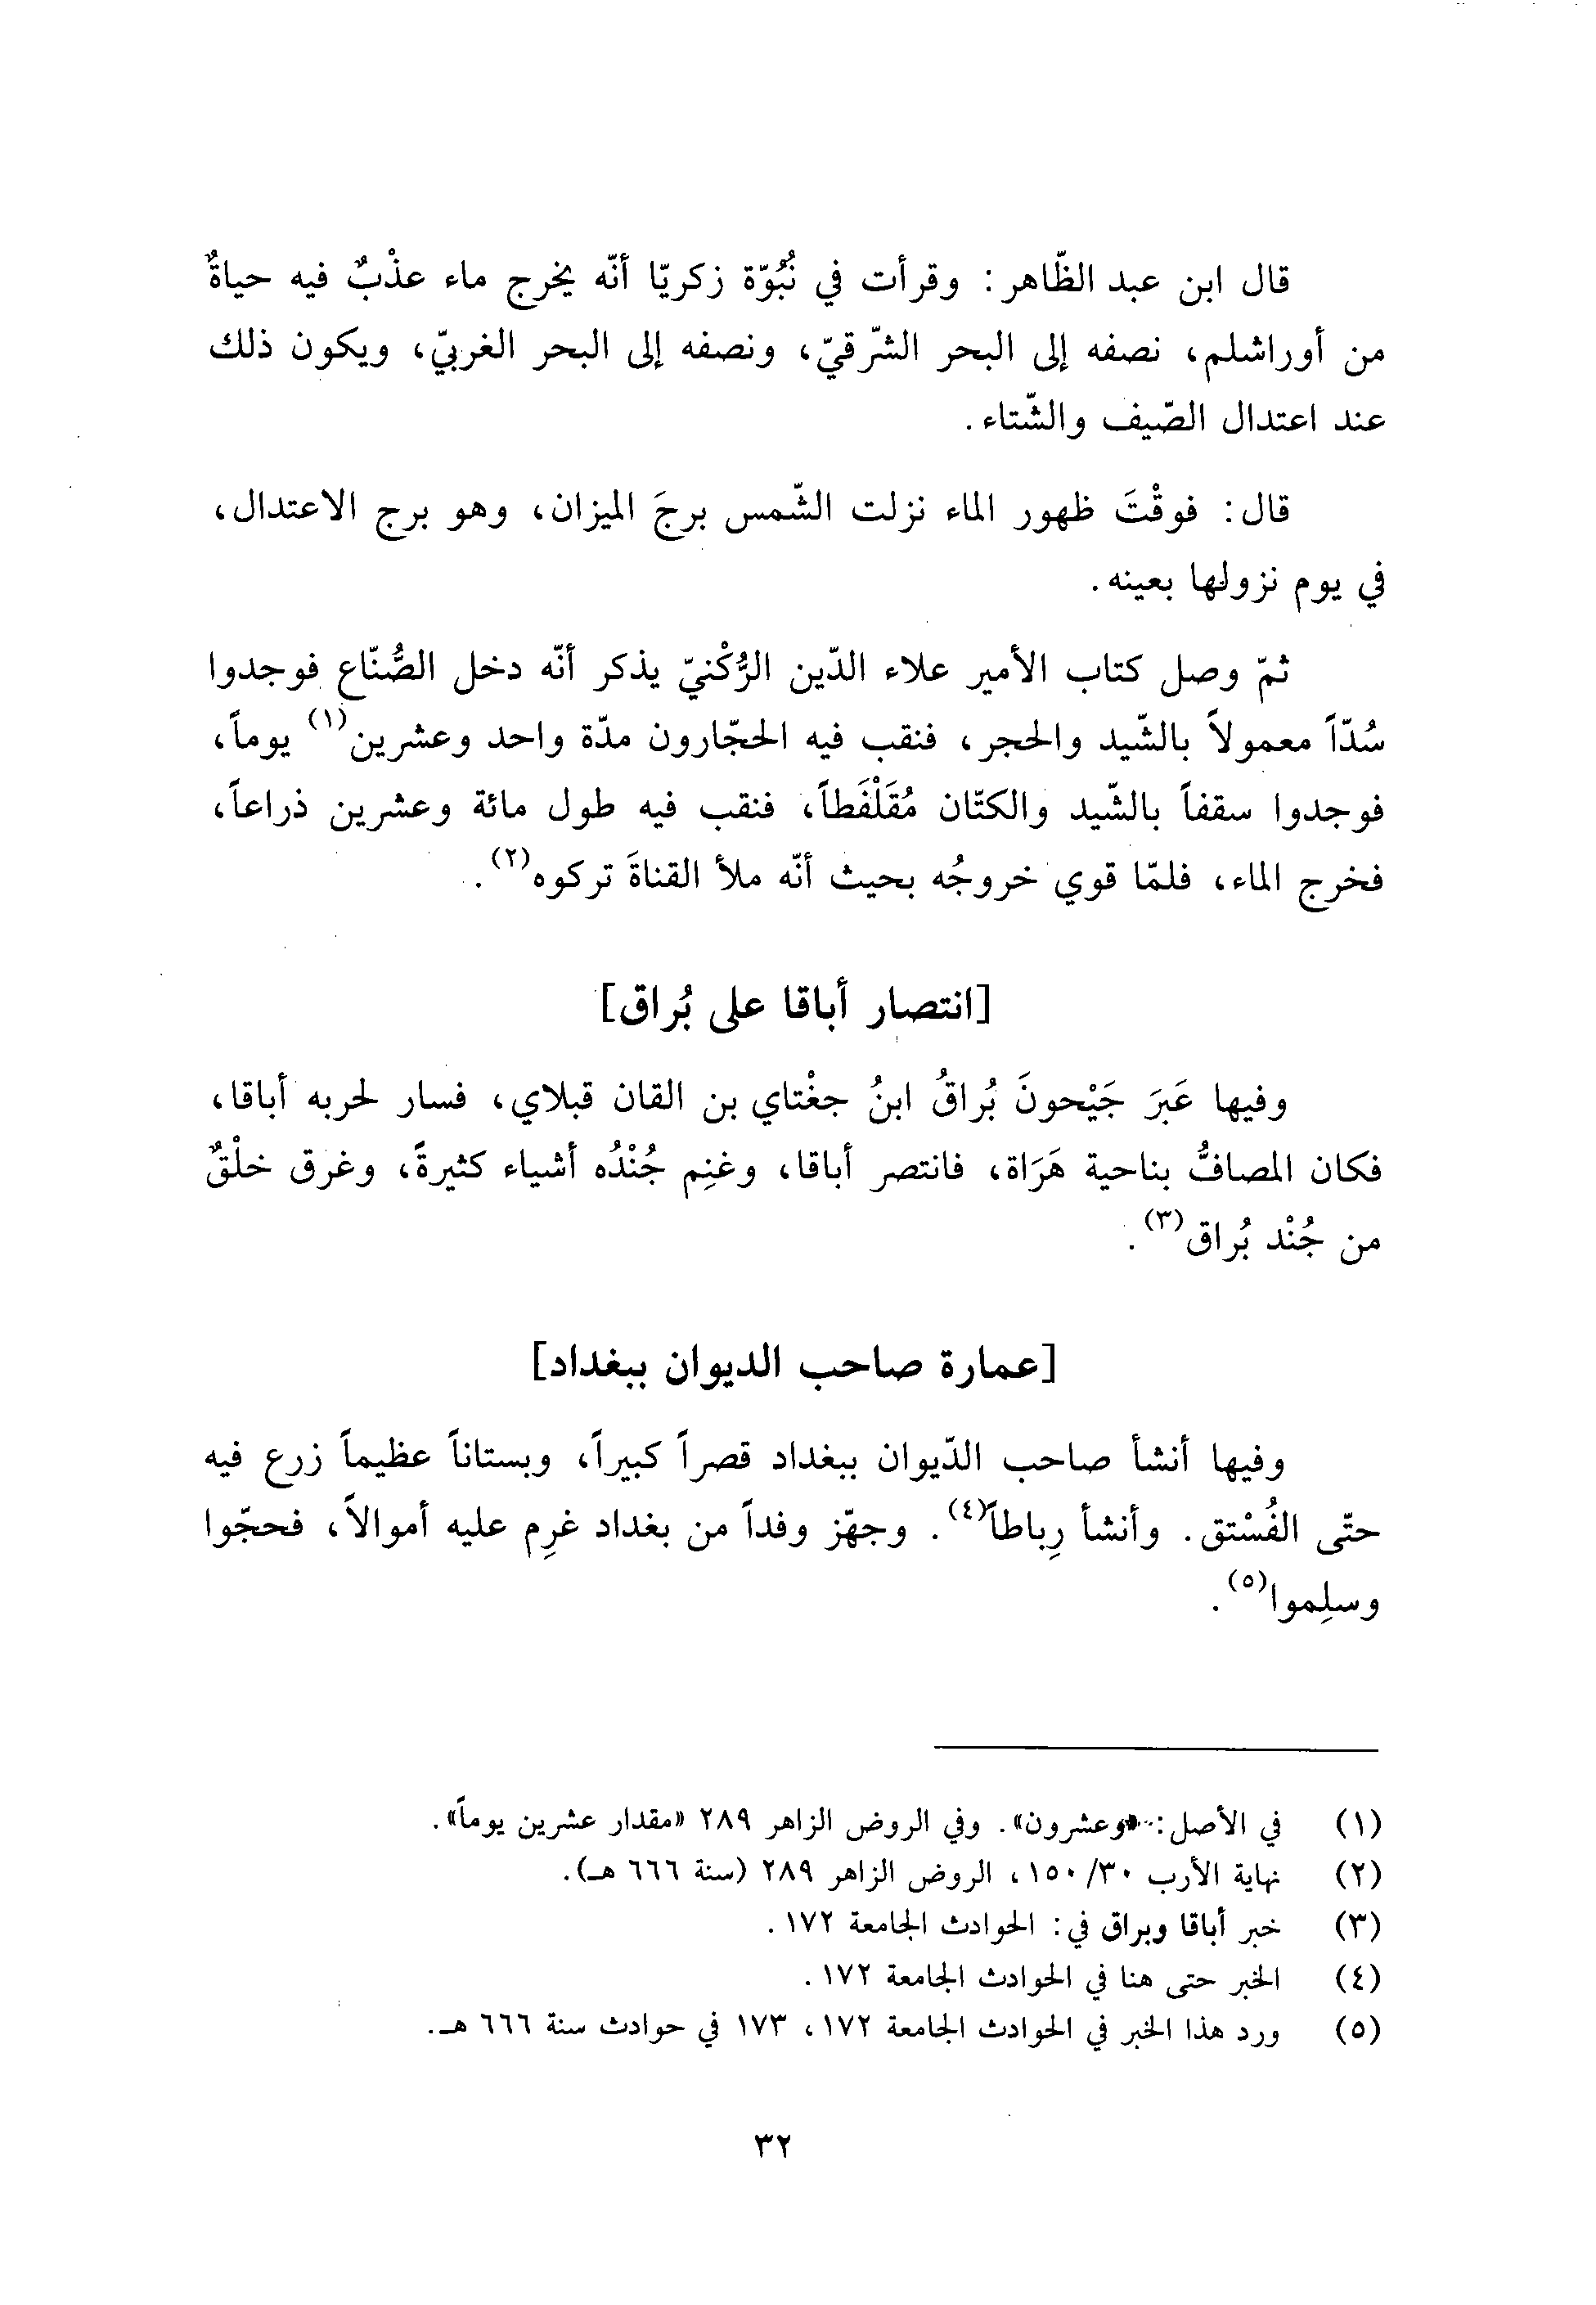 قال ابن عبد الظّاهر : وقرأت في نُبُوّة زكريّا أنّه يخرج ماء عذْبٌ فيه حياةٌ
من أوراشلم، نصفه إلى البحر الشّرقيّ، ونصفه إلى البحر الغربيّ، ويكون ذلك
عند اعتدال الصّيف والشّتاء .
قال : فوقْتَ ظهور الماء نزلت الشّمس برجَ الميزان، وهو برج الاعتدال،
في يوم نزولها بعينه .
ثمّ وصل كتاب الأمير علاء الدّين الرُّكْنيّ يذكر أنّه دخل الصُّنّاع فوجدوا
سُدّاً معمولاً بالشّيد والحجر، فنقب فيه الحجّارون مدّة واحد وعشرين(١) يوماً،
فوجدوا سقفاً بالشّيد والكتّان مُقَلْفَطاً، فنقب فيه طول مائة وعشرين ذراعاً،
فخرج الماء، فلمّا قوي خروجُه بحيث أنّه ملأ القناةَ تركوه(٢) .
[انتصار أباقا على بُراق]
وفيها عَبَرَ جَيْحونَ بُراقُ ابنُ جغْتاي بن القان قبلاي، فسار لحربه أباقا،
فكان المصافُّ بناحية هَرَاة، فانتصر أباقا، وغنِم جُنْدُه أشياء كثيرةً، وغرق خلْقٌ
من جُنْد بُراق(٣) .
[عمارة صاحب الديوان ببغداد]
وفيها أنشأ صاحب الدّيوان ببغداد قصراً كبيراً، وبستاناً عظيماً زرع فيه
حتّى الفُسْتق . وأنشأ رِباطاً(٤) . وجهّز وفداً من بغداد غرِم عليه أموالاً، فحجّوا
وسلِموا(٥) .
(١) في الأصل : «وعشرون» . وفي الروض الزاهر ٢٨٩ «مقدار عشرين يوماً» .
(٢) نهاية الأرب ٣٠/ ١٥٠، الروض الزاهر ٢٨٩ (سنة ٦٦٦ هـ) .
(٣) خبر أباقا وبراق في : الحوادث الجامعة ١٧٢ .
(٤) الخبر حتى هنا في الحوادث الجامعة ١٧٢ .
(٥) ورد هذا الخبر في الحوادث الجامعة ١٧٢، ١٧٣ في حوادث سنة ٦٦٦ هـ .
٣٢